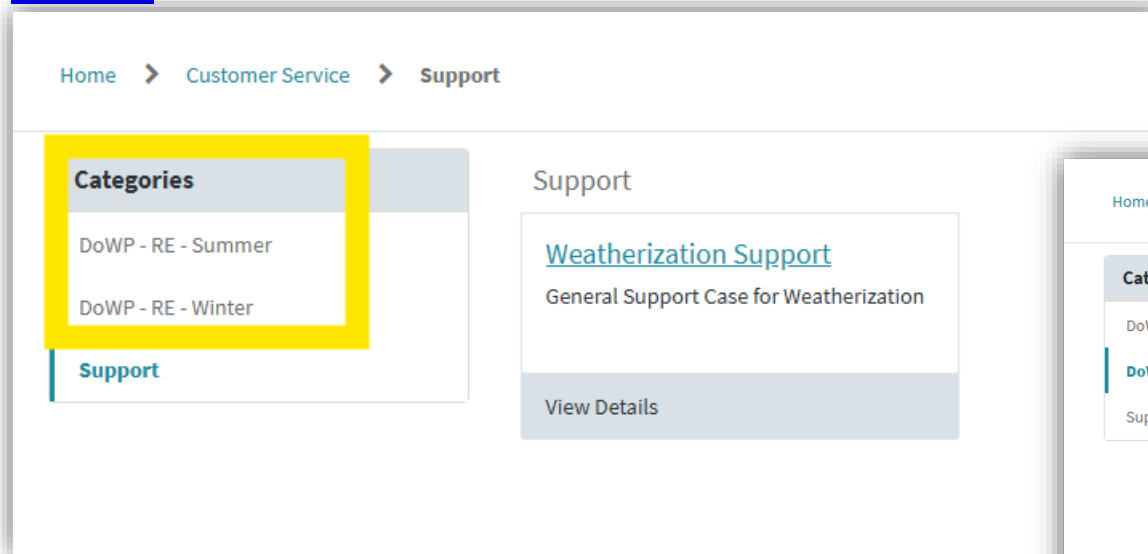 Home > Customer Service > Support
Categories
DoWP - RE - Summer
DoWP - RE - Winter
Support
Support
Weatherization Support
General Support Case for Weatherization
View Details